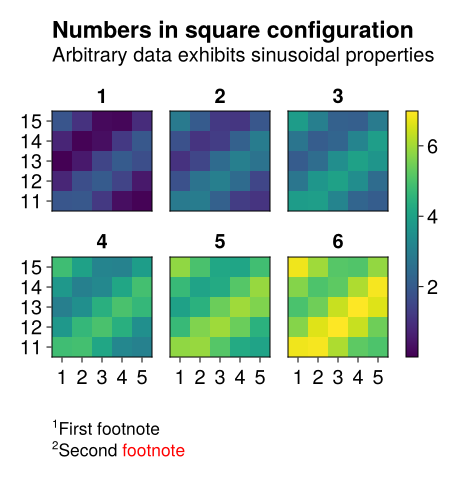 Numbers in square configuration
Arbitrary data exhibits sinusoidal properties
1 2 3
15
14
13
12
11
6
4
2
4 5 6
15
14
13
12
11
1 2 3 4 5 1 2 3 4 5 1 2 3 4 5
¹First footnote
²Second footnote